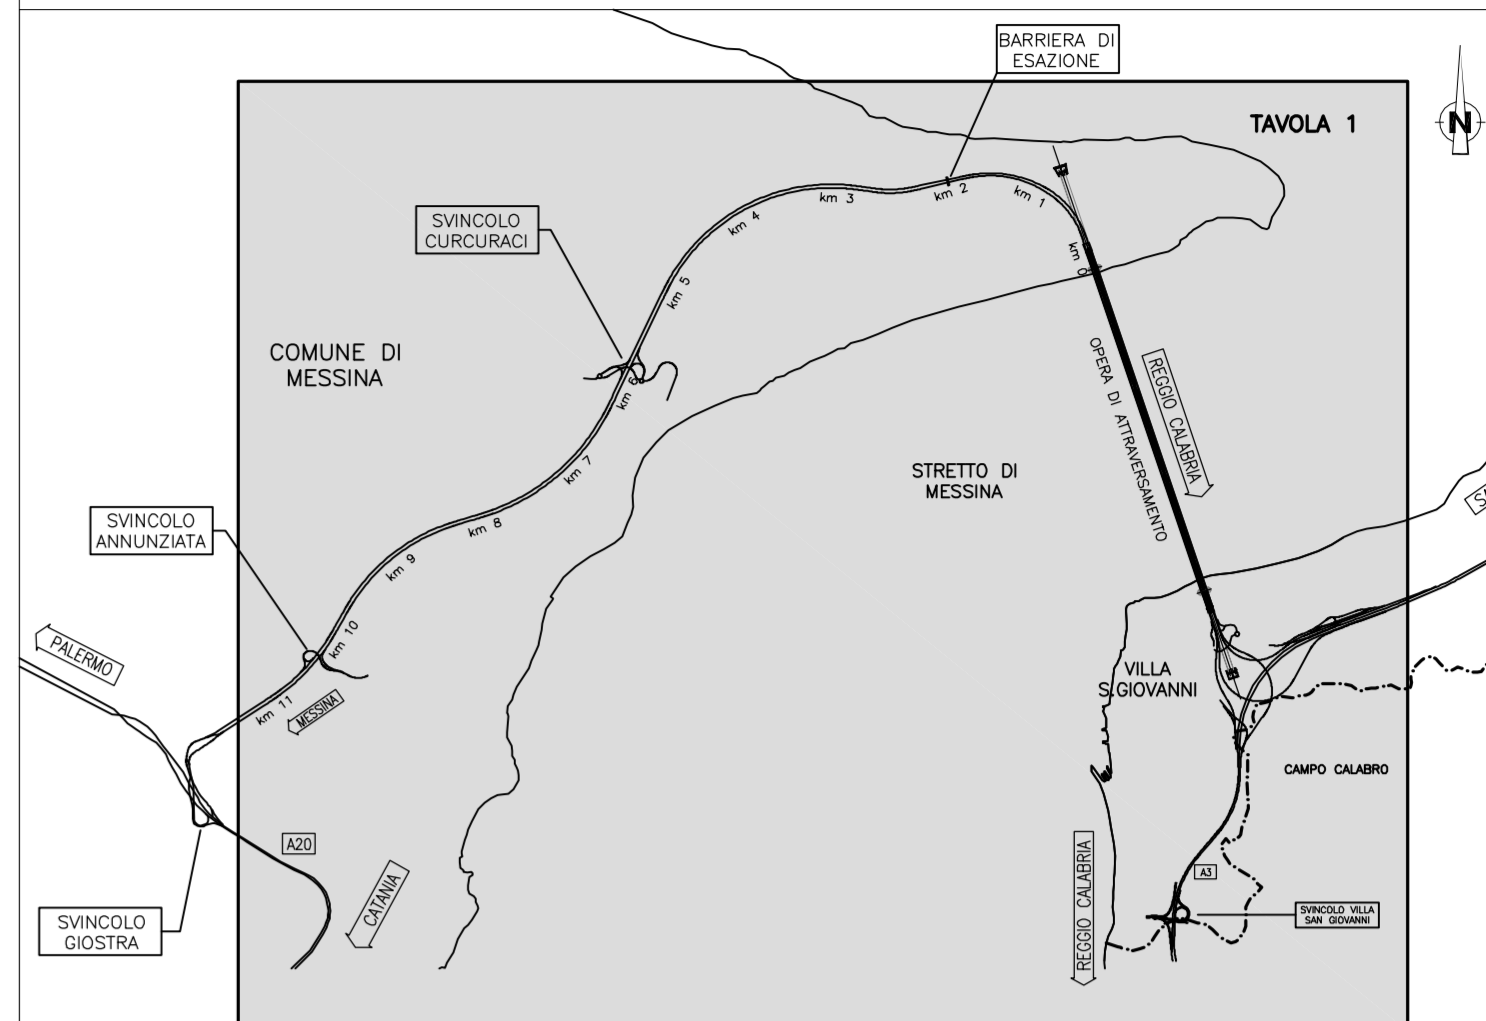 BARRIERA DI
ESAZIONE
TAVOLA 1
N
SVINCOLO
CURCURACI
km 4
km 3
km 2
km 1
km 0
km 5
COMUNE DI
MESSINA
km 6
km 7
km 8
km 9
km 10
km 11
OPERA DI ATTRAVERSAMENTO
REGGIO CALABRIA
STRETTO DI
MESSINA
SVINCOLO
ANNUNZIATA
PALERMO
MESSINA
VILLA
S.GIOVANNI
CAMPO CALABRO
A20
CATANIA
REGGIO CALABRIA
A3
SVINCOLO VILLA
SAN GIOVANNI
SVINCOLO
GIOSTRA